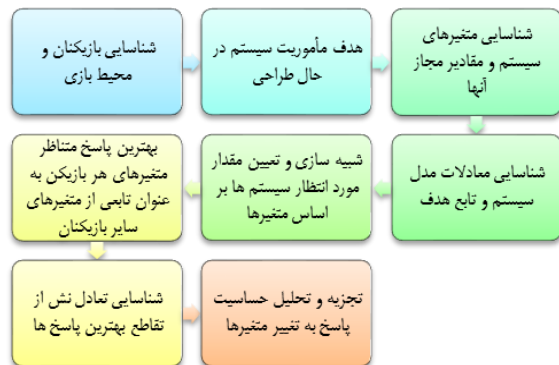 شناسایی بازیکنان و
محیط بازی
هدف مأموریت سیستم در
حال طراحی
شناسایی متغیرهای
سیستم و مقادیر مجاز
آنها
شناسایی معادلات مدل
سیستم و تابع هدف
شبیه سازی و تعیین مقدار
مورد انتظار سیستم ها بر
اساس متغیرها
بهترین پاسخ متناظر
متغیرهای هر بازیکن به
عنوان تابعی از متغیرهای
سایر بازیکنان
شناسایی تعادل نش از
تقاطع بهترین پاسخ ها
تجزیه و تحلیل حساسیت
پاسخ به تغییر متغیرها